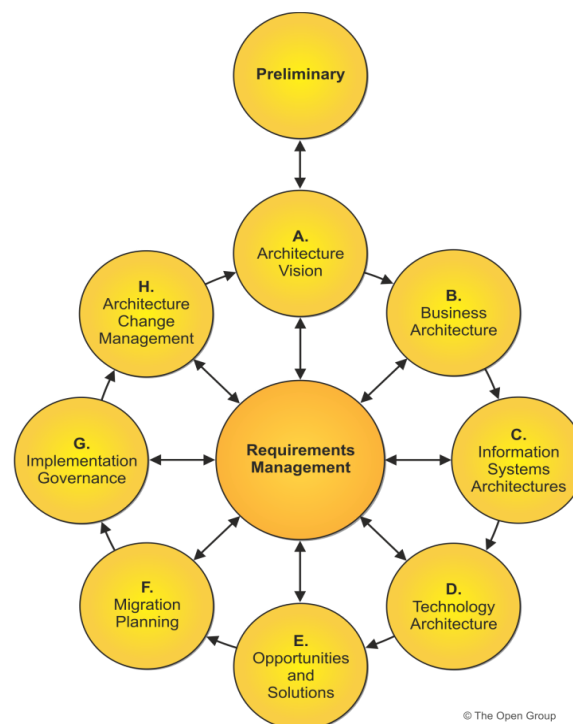 Preliminary
A.
Architecture
Vision
B.
Business
Architecture
C.
Information
Systems
Architectures
D.
Technology
Architecture
E.
Opportunities
and
Solutions
F.
Migration
Planning
G.
Implementation
Governance
H.
Architecture
Change
Management
Requirements
Management
© The Open Group